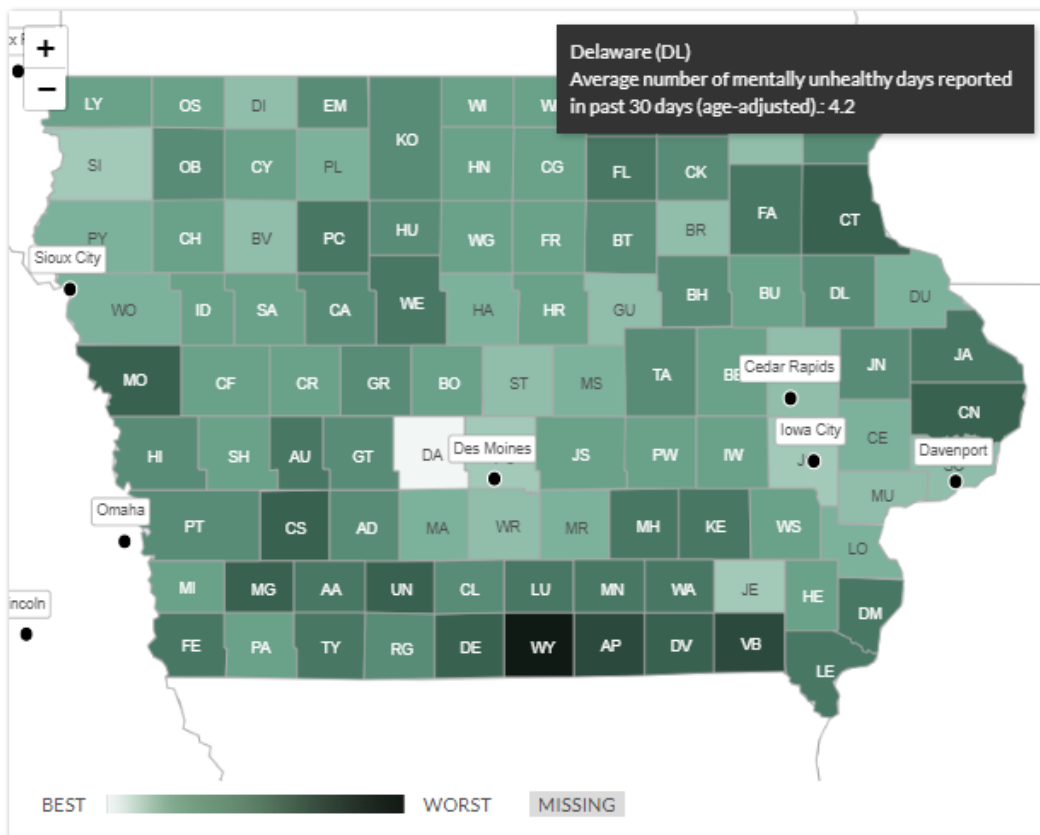 +
−
Delaware (DL)
Average number of mentally unhealthy days reported
in past 30 days (age-adjusted).: 4.2
LY OS DI EM KO WI
SI OB CY PL HN CG FL CK FA CT
PY CH BV PC HU WG FR BT BR
Sioux City
WO ID SA CA WE HA HR GU BH BU DL DU
MO CF CR GR BO ST MS TA JN JA
Cedar Rapids
CN
HI SH AU GT DA Des Moines JS PW IW Iowa City CE Davenport
Omaha
PT CS AD MA WR MR MH KE WS MU LO
MI MG AA UN CL LU MN WA JE HE DM
ncoln
FE PA TY RG DE WY AP DV VB LE
BEST WORST MISSING